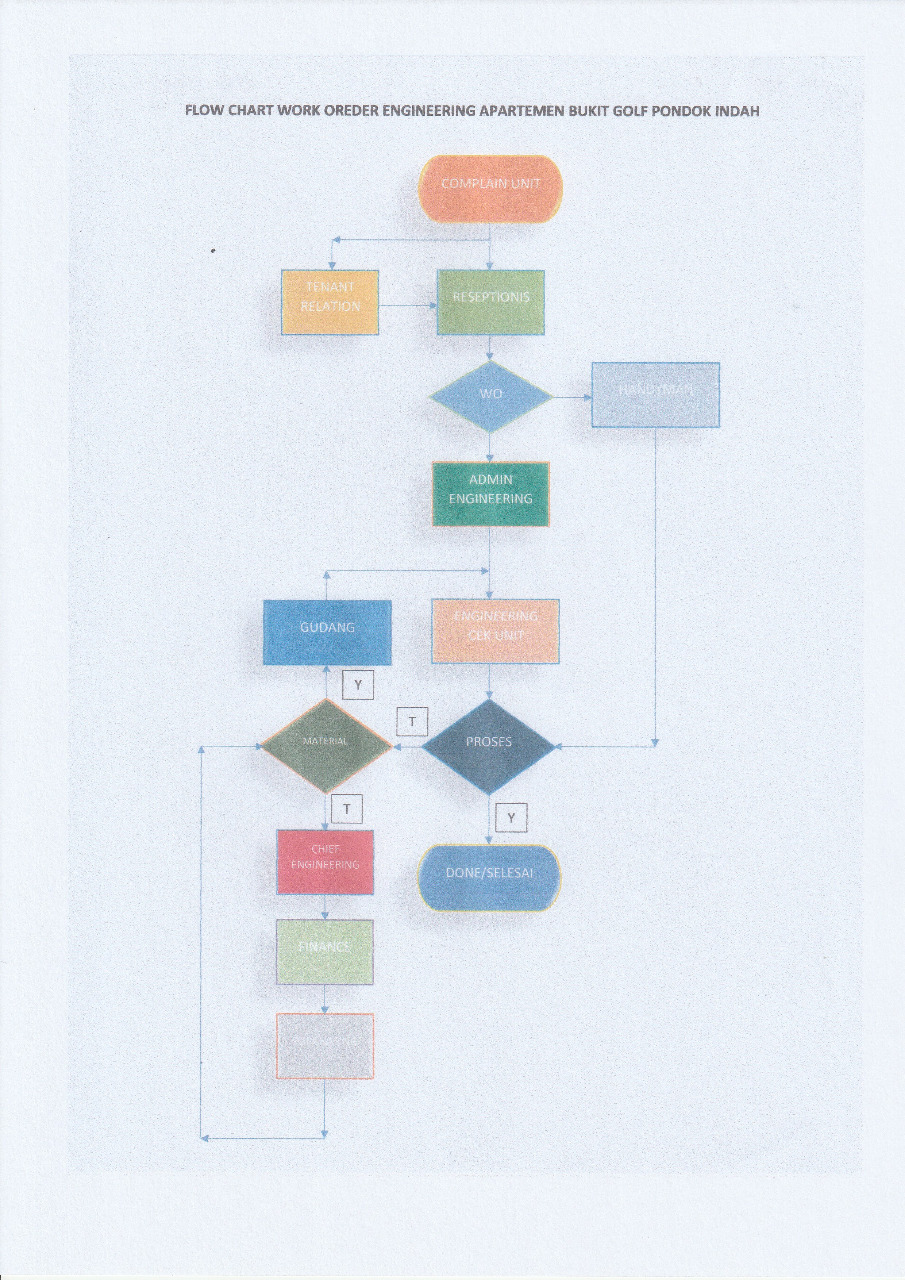 FLOW CHART WORK OREDER ENGINEERING APARTEMEN BUKIT GOLF PONDOK INDAH
COMPLAIN UNIT
TENANT
RELATION
RESEPTIONIS
WO
HANDYMAN
ADMIN
ENGINEERING
GUDANG
ENGINEERING
CEK UNIT
Y
T
MATERIAL
PROSES
T
Y
CHIEF
ENGINEERING
DONE/SELESAI
FINANCE